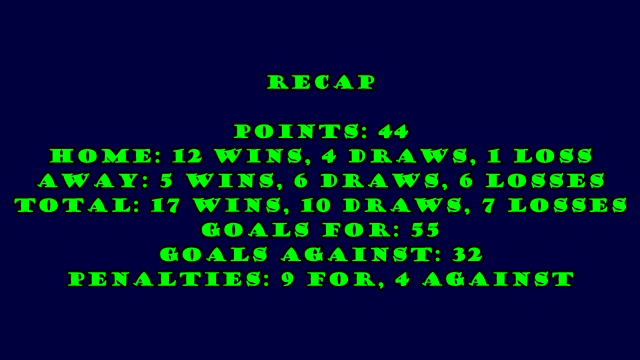 RECAP
POINTS: 44
HOME: 12 WINS, 4 DRAWS, 1 LOSS
AWAY: 5 WINS, 6 DRAWS, 6 LOSSES
TOTAL: 17 WINS, 10 DRAWS, 7 LOSSES
GOALS FOR: 55
GOALS AGAINST: 32
PENALTIES: 9 FOR, 4 AGAINST